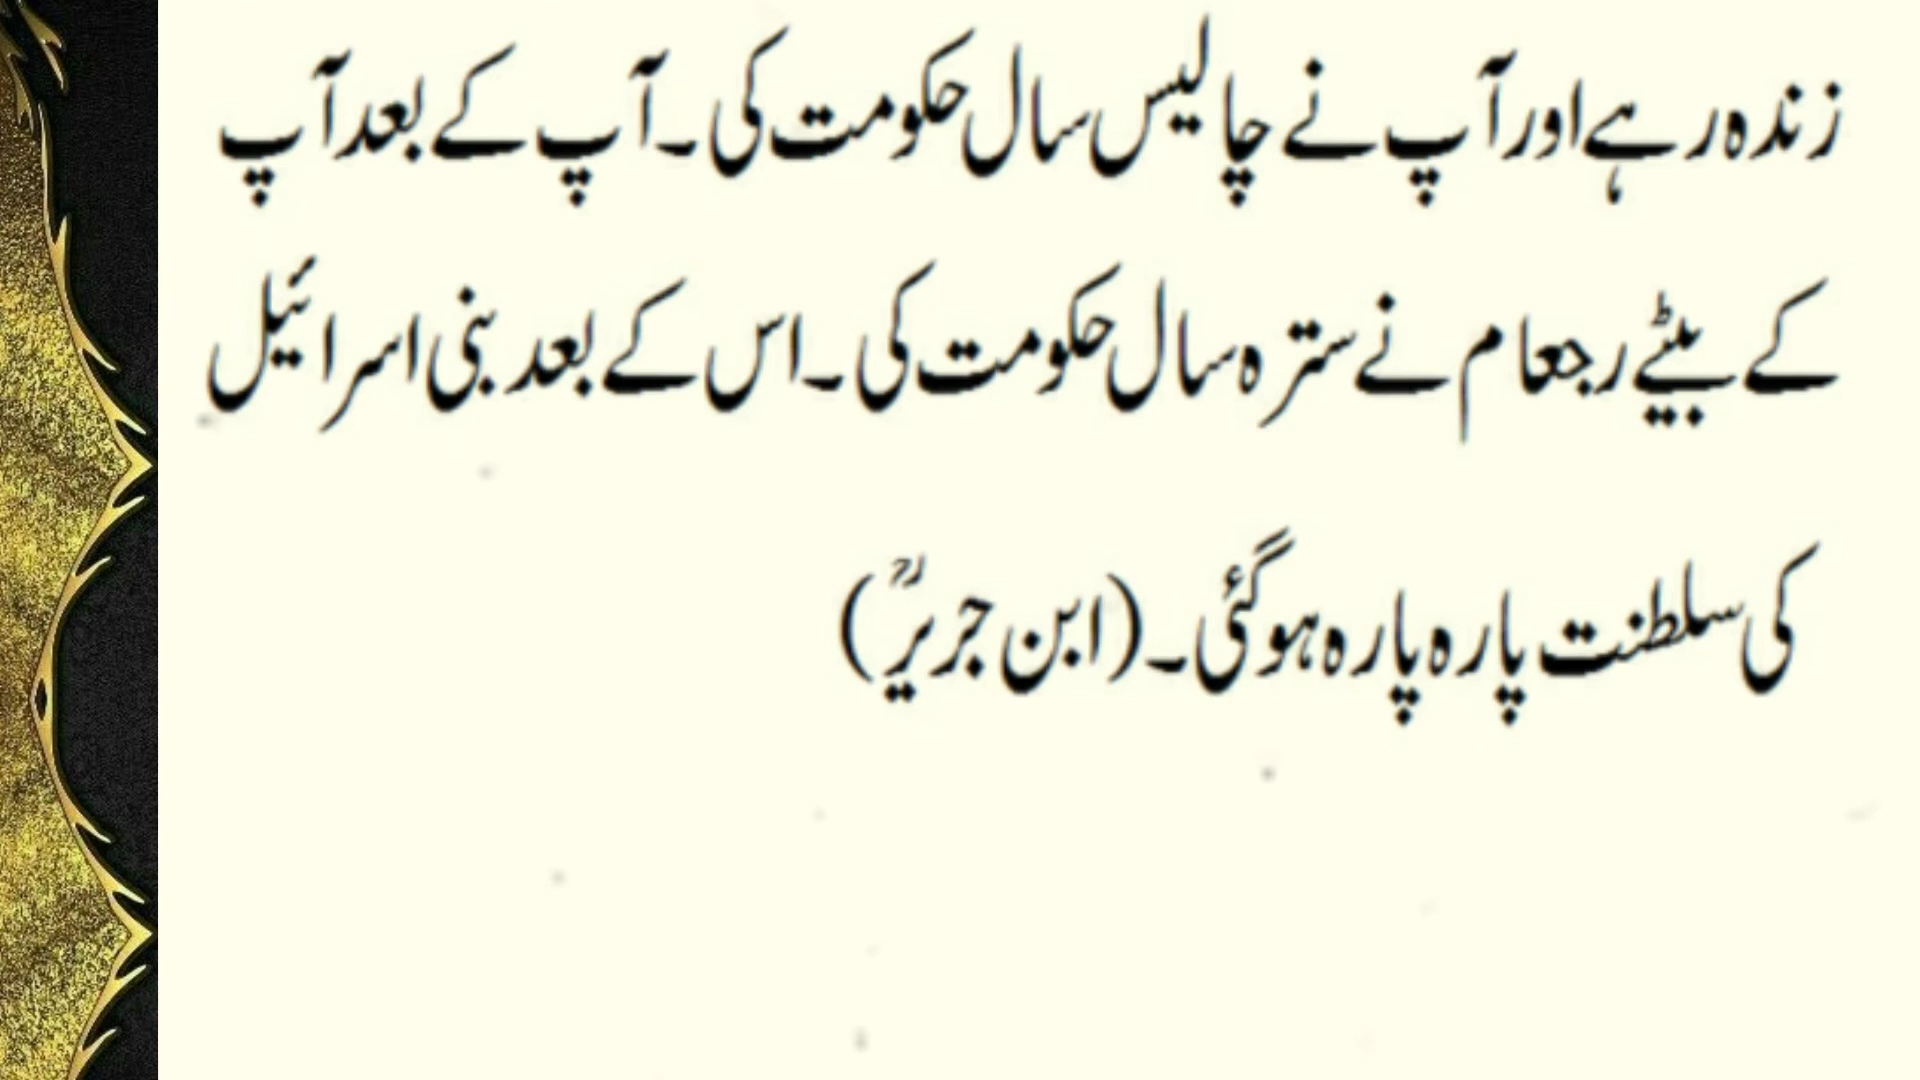 زندہ رہے اور آپ نے چالیس سال حکومت کی۔ آپ کے بعد آپ
کے بیٹے رجعام نے سترہ سال حکومت کی۔ اس کے بعد بنی اسرائیل
کی سلطنت پارہ پارہ ہوگئی۔ (ابن جریرؒ)